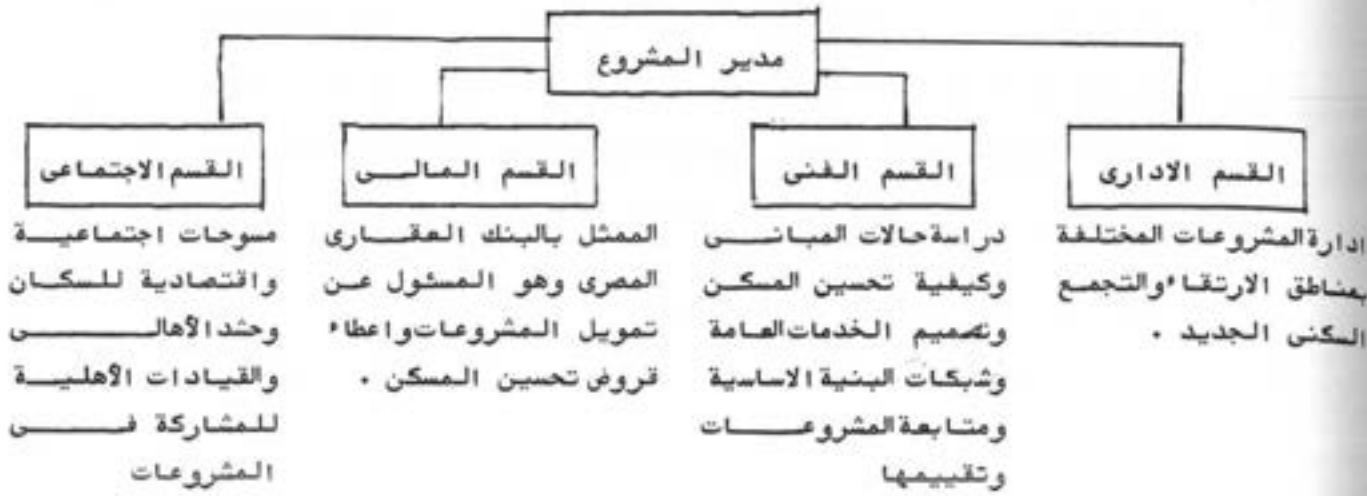 مدير المشروع
القسم الادارى
ادارة المشروعات المختلفة
بمناطق الارتقاء والتجمع
السكنى الجديد .
القسم الفنى
دراسة حالات المبانى
وكيفية تحسين المسكن
وتصميم الخدمات العامة
وشبكات البنية الاساسية
ومتابعة المشروعات
وتقييمها
القسم المالى
الممثل بالبنك العقارى
المصرى وهو المسئول عن
تمويل المشروعات واعطاء
قروض تحسين المسكن .
القسم الاجتماعى
مسوحات اجتماعية
واقتصادية للسكان
وحشد الأهالى
والقيادات الأهلية
للمشاركة فى
المشروعات